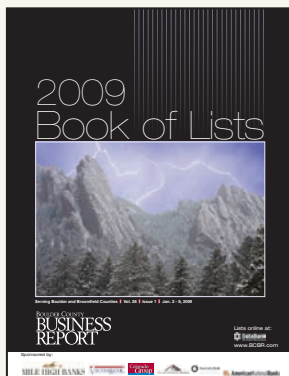 2009
Book of Lists
Serving Boulder and Broomfield Counties | Vol. 28 | Issue 1 | Jan. 2 - 8, 2009
BOULDER COUNTY
BUSINESS
REPORT
Lists online at:
DataBank
www.BCBR.com
Sponsored by:
MILE HIGH BANKS
Colorado
Group
American National Bank